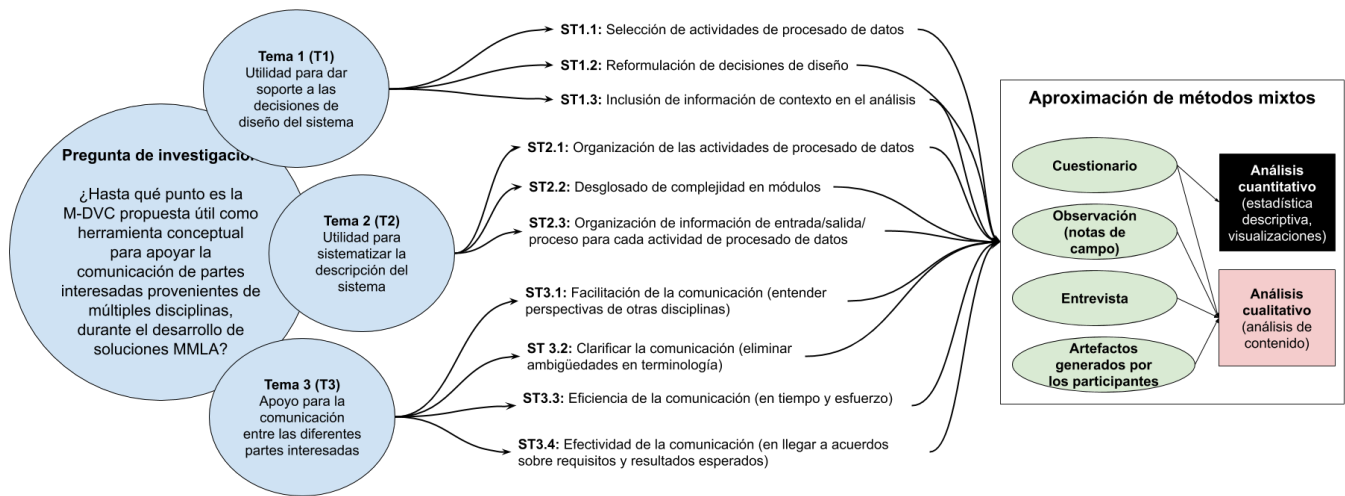 Pregunta de investigació
¿Hasta qué punto es la
M-DVC propuesta útil como
herramienta conceptual
para apoyar la
comunicación de partes
interesadas provenientes de
múltiples disciplinas,
durante el desarrollo de
soluciones MMLA?
Tema 1 (T1)
Utilidad para dar
soporte a las
decisiones de
diseño del sistema
Tema 2 (T2)
Utilidad para
sistematizar la
descripción del
sistema
Tema 3 (T3)
Apoyo para la
comunicación
entre las diferentes
partes interesadas
ST1.1: Selección de actividades de procesado de datos
ST1.2: Reformulación de decisiones de diseño
ST1.3: Inclusión de información de contexto en el análisis
ST2.1: Organización de las actividades de procesado de datos
ST2.2: Desglosado de complejidad en módulos
ST2.3: Organización de información de entrada/salida/
proceso para cada actividad de procesado de datos
ST3.1: Facilitación de la comunicación (entender
perspectivas de otras disciplinas)
ST 3.2: Clarificar la comunicación (eliminar
ambigüedades en terminología)
ST3.3: Eficiencia de la comunicación (en tiempo y esfuerzo)
ST3.4: Efectividad de la comunicación (en llegar a acuerdos
sobre requisitos y resultados esperados)
Aproximación de métodos mixtos
Cuestionario
Observación
(notas de
campo)
Entrevista
Artefactos
generados por
los participantes
Análisis
cuantitativo
(estadística
descriptiva,
visualizaciones)
Análisis
cualitativo
(análisis de
contenido)